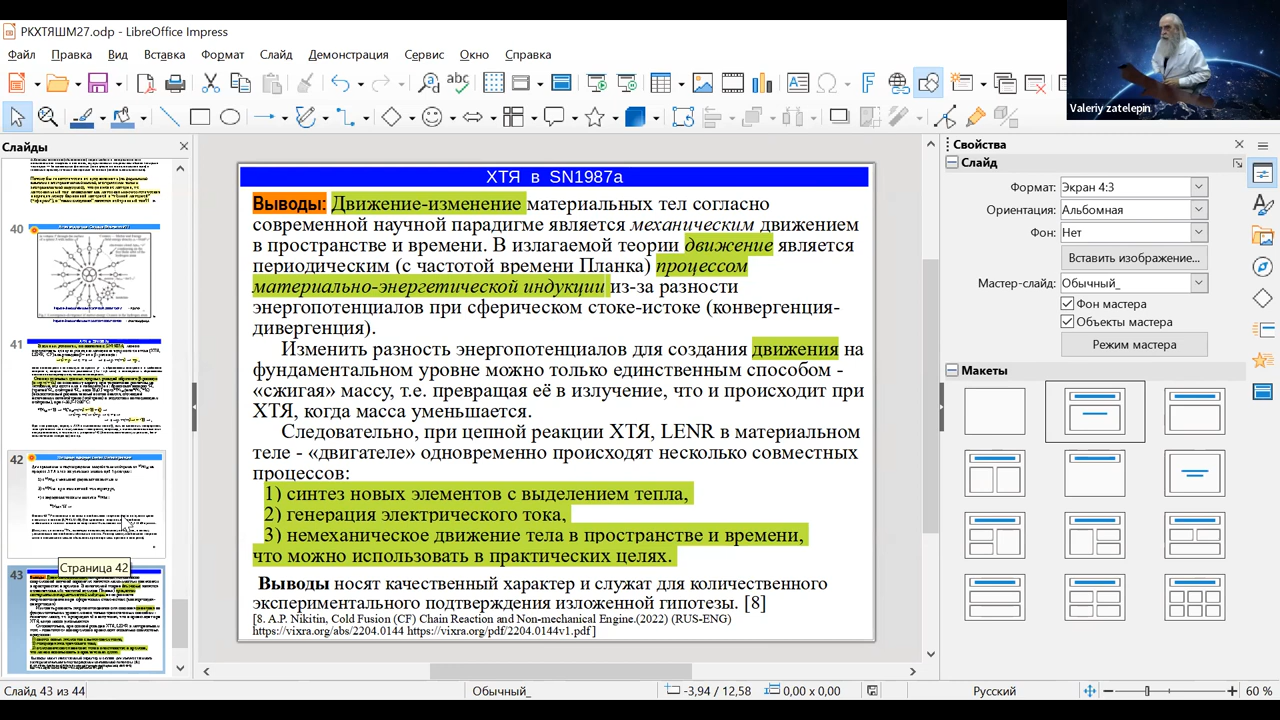 РКХТЯШМ27.odp - LibreOffice Impress
Файл Правка Вид Вставка Формат Слайд Демонстрация Сервис Окно Справка
Valeriy zatelepin
Слайды
40
41
42
Страница 42
43
ХТЯ в SN1987a
Выводы: Движение-изменение материальных тел согласно
современной научной парадигме является механическим движением
в пространстве и времени. В излагаемой теории движение является
периодическим (с частотой времени Планка) процессом
материально-энергетической индукции из-за разности
энергопотенциалов при сферическом стоке-истоке (конвергенция-
дивергенция).
Изменить разность энергопотенциалов для создания движения на
фундаментальном уровне можно только единственным способом -
«сжигая» массу, т.е. превращая её в излучение, что и происходит при
ХТЯ, когда масса уменьшается.
Следовательно, при цепной реакции ХТЯ, LENR в материальном
теле - «двигателе» одновременно происходят несколько совместных
процессов:
1) синтез новых элементов с выделением тепла,
2) генерация электрического тока,
3) немеханическое движение тела в пространстве и времени,
что можно использовать в практических целях.
Выводы носят качественный характер и служат для количественного
экспериментального подтверждения изложенной гипотезы. [8]
[8. A.P. Nikitin, Cold Fusion (CF) Chain Reaction and Non-mechanical Engine.(2022) (RUS-ENG)
https://vixra.org/abs/2204.0144 https://vixra.org/pdf/2204.0144v1.pdf ]
Свойства
Слайд
Формат: Экран 4:3
Ориентация: Альбомная
Фон: Нет
Вставить изображение...
Мастер-слайд: Обычный_
Фон мастера
Объекты мастера
Режим мастера
Макеты
Слайд 43 из 44
Обычный_
-3,94 / 12,58
0,00 x 0,00
Русский
60 %